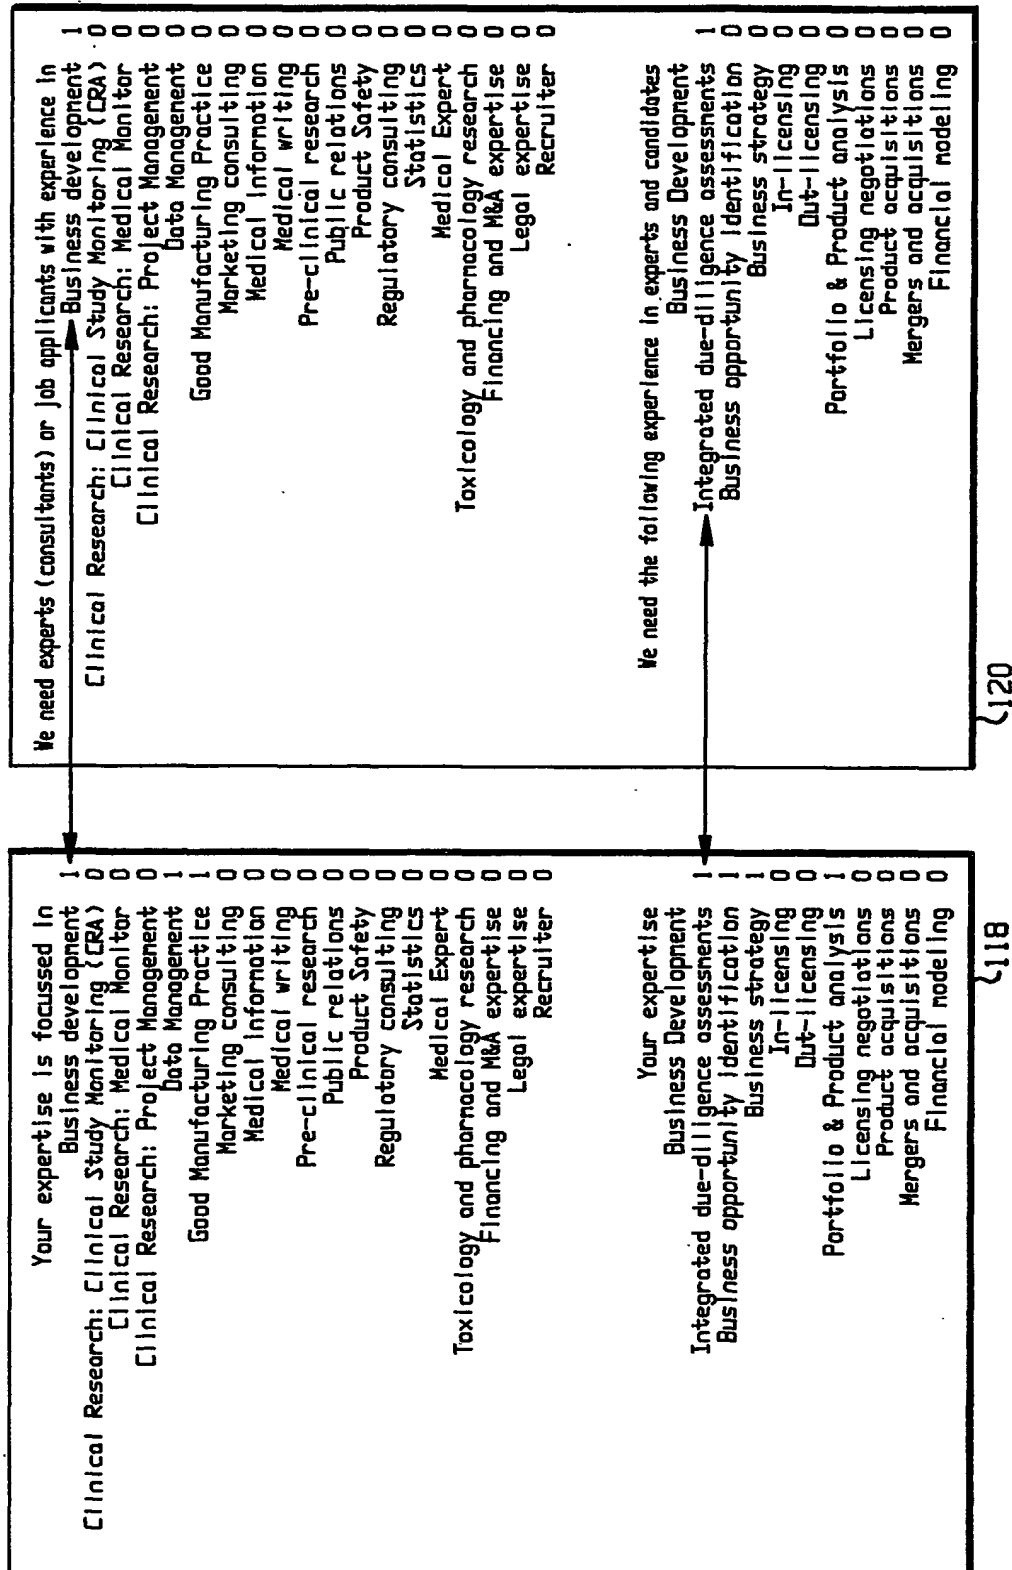 Your expertise is focussed in
Business development 1
Clinical Research: Clinical Study Monitoring (CRA) 0
Clinical Research: Medical Monitor 0
Clinical Research: Project Management 0
Data Management 1
Good Manufacturing Practice 1
Marketing consulting 0
Medical information 0
Medical writing 0
Pre-clinical research 0
Public relations 0
Product Safety 0
Regulatory consulting 0
Statistics 0
Medical Expert 0
Toxicology and pharmacology research 0
Financing and M&A expertise 0
Legal expertise 0
Recruiter 0
Your expertise
Business Development
Integrated due-diligence assessments 1
Business opportunity identification 1
Business strategy 1
In-licensing 0
Out-licensing 0
Portfolio & Product analysis 1
Licensing negotiations 0
Product acquisitions 0
Mergers and acquisitions 0
Financial modeling 0
118
We need experts (consultants) or job applicants with experience in
Business development 1
Clinical Research: Clinical Study Monitoring (CRA) 0
Clinical Research: Medical Monitor 0
Clinical Research: Project Management 0
Data Management 0
Good Manufacturing Practice 0
Marketing consulting 0
Medical information 0
Medical writing 0
Pre-clinical research 0
Public relations 0
Product Safety 0
Regulatory consulting 0
Statistics 0
Medical Expert 0
Toxicology and pharmacology research 0
Financing and M&A expertise 0
Legal expertise 0
Recruiter 0
We need the following experience in experts and candidates
Business Development
Integrated due-diligence assessments 1
Business opportunity identification 0
Business strategy 0
In-licensing 0
Out-licensing 0
Portfolio & Product analysis 0
Licensing negotiations 0
Product acquisitions 0
Mergers and acquisitions 0
Financial modeling 0
120